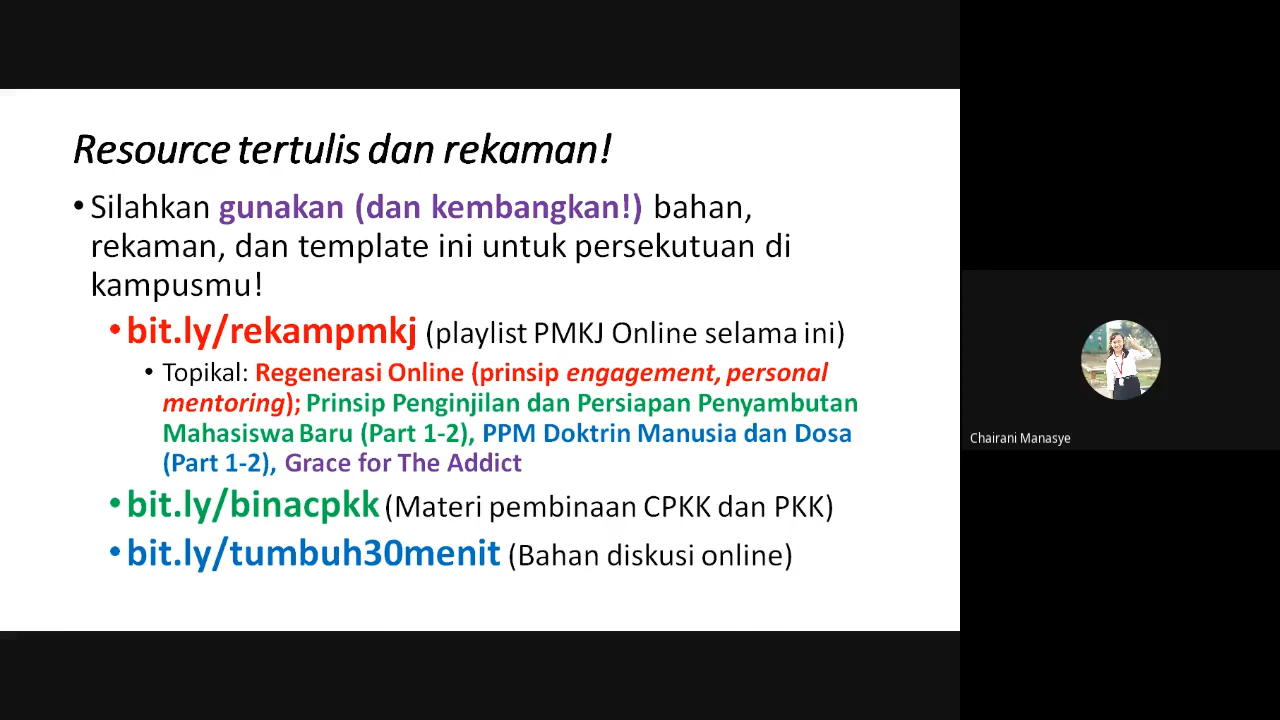 Resource tertulis dan rekaman!
• Silahkan gunakan (dan kembangkan!) bahan,
rekaman, dan template ini untuk persekutuan di
kampusmu!
• bit.ly/rekampmkj (playlist PMKJ Online selama ini)
• Topikal: Regenerasi Online (prinsip engagement, personal
mentoring); Prinsip Penginjilan dan Persiapan Penyambutan
Mahasiswa Baru (Part 1-2), PPM Doktrin Manusia dan Dosa
(Part 1-2), Grace for The Addict
• bit.ly/binacpkk (Materi pembinaan CPKK dan PKK)
• bit.ly/tumbuh30menit (Bahan diskusi online)
Chairani Manasye